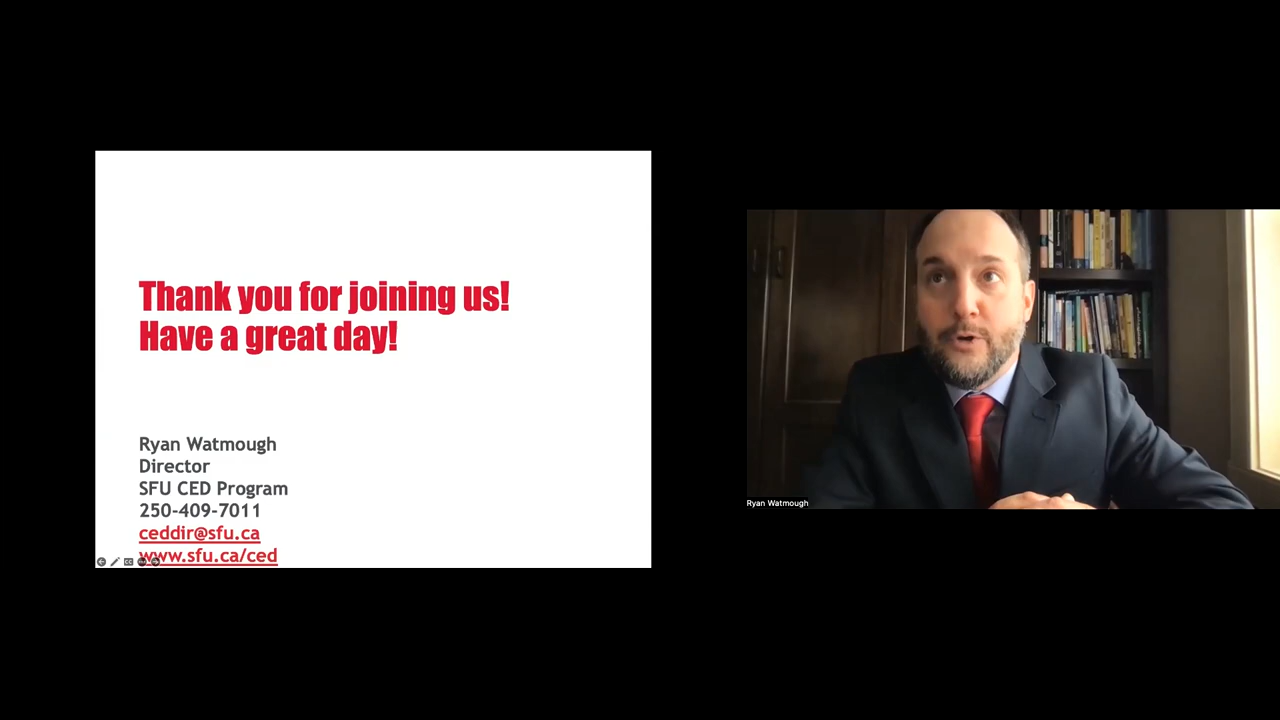 Thank you for joining us!
Have a great day!
Ryan Watmough
Director
SFU CED Program
250-409-7011
ceddir@sfu.ca
www.sfu.ca/ced
Ryan Watmough